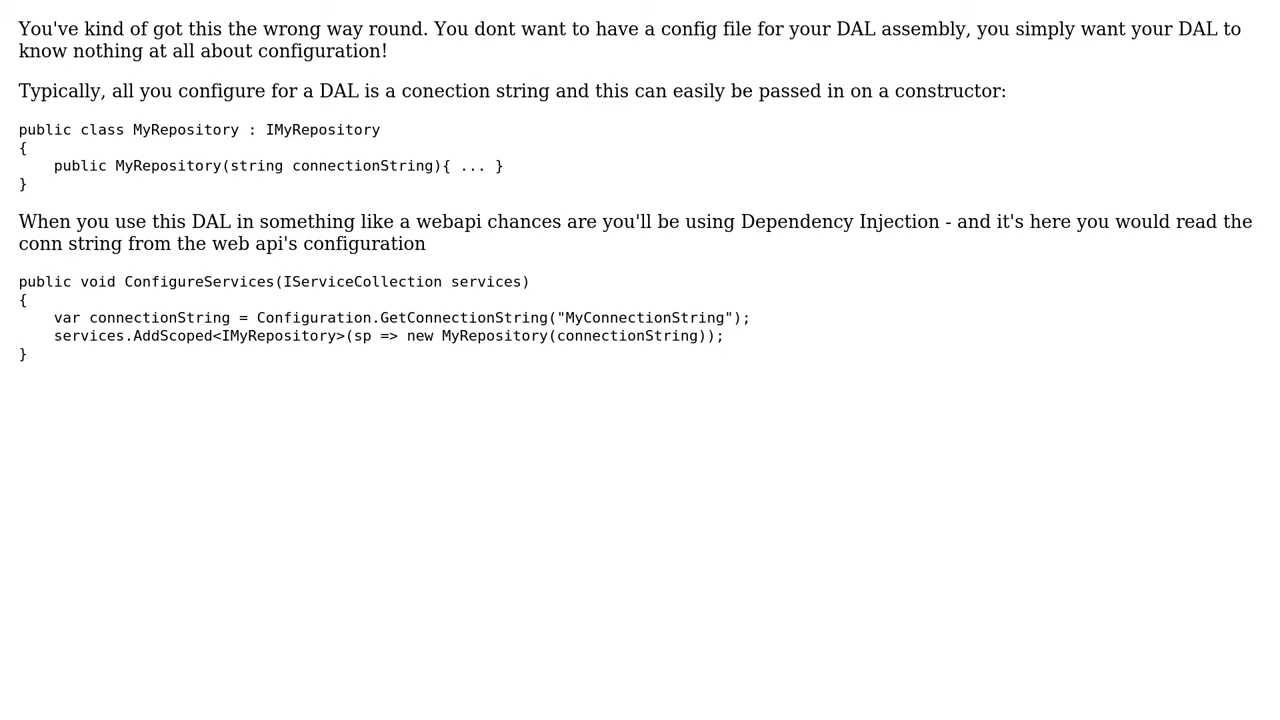 You've kind of got this the wrong way round. You dont want to have a config file for your DAL assembly, you simply want your DAL to
know nothing at all about configuration!
Typically, all you configure for a DAL is a conection string and this can easily be passed in on a constructor:
public class MyRepository : IMyRepository
{
    public MyRepository(string connectionString){ ... }
}
When you use this DAL in something like a webapi chances are you'll be using Dependency Injection - and it's here you would read the
conn string from the web api's configuration
public void ConfigureServices(IServiceCollection services)
{
    var connectionString = Configuration.GetConnectionString("MyConnectionString");
    services.AddScoped<IMyRepository>(sp => new MyRepository(connectionString));
}